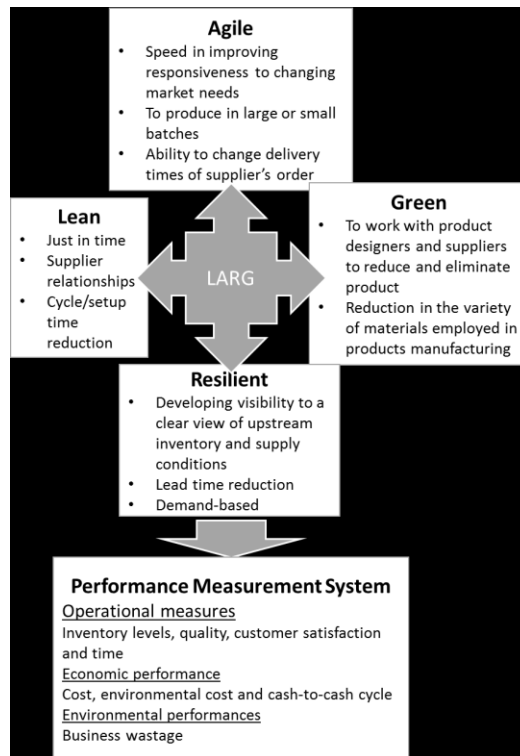 Agile
• Speed in improving
responsiveness to changing
market needs
• To produce in large or small
batches
• Ability to change delivery
times of supplier's order
Lean
• Just in time
• Supplier
relationships
• Cycle/setup
time
reduction
LARG
Green
• To work with product
designers and suppliers
to reduce and eliminate
product
• Reduction in the variety
of materials employed in
products manufacturing
Resilient
• Developing visibility to a
clear view of upstream
inventory and supply
conditions
• Lead time reduction
• Demand-based
Performance Measurement System
Operational measures
Inventory levels, quality, customer satisfaction
and time
Economic performance
Cost, environmental cost and cash-to-cash cycle
Environmental performances
Business wastage